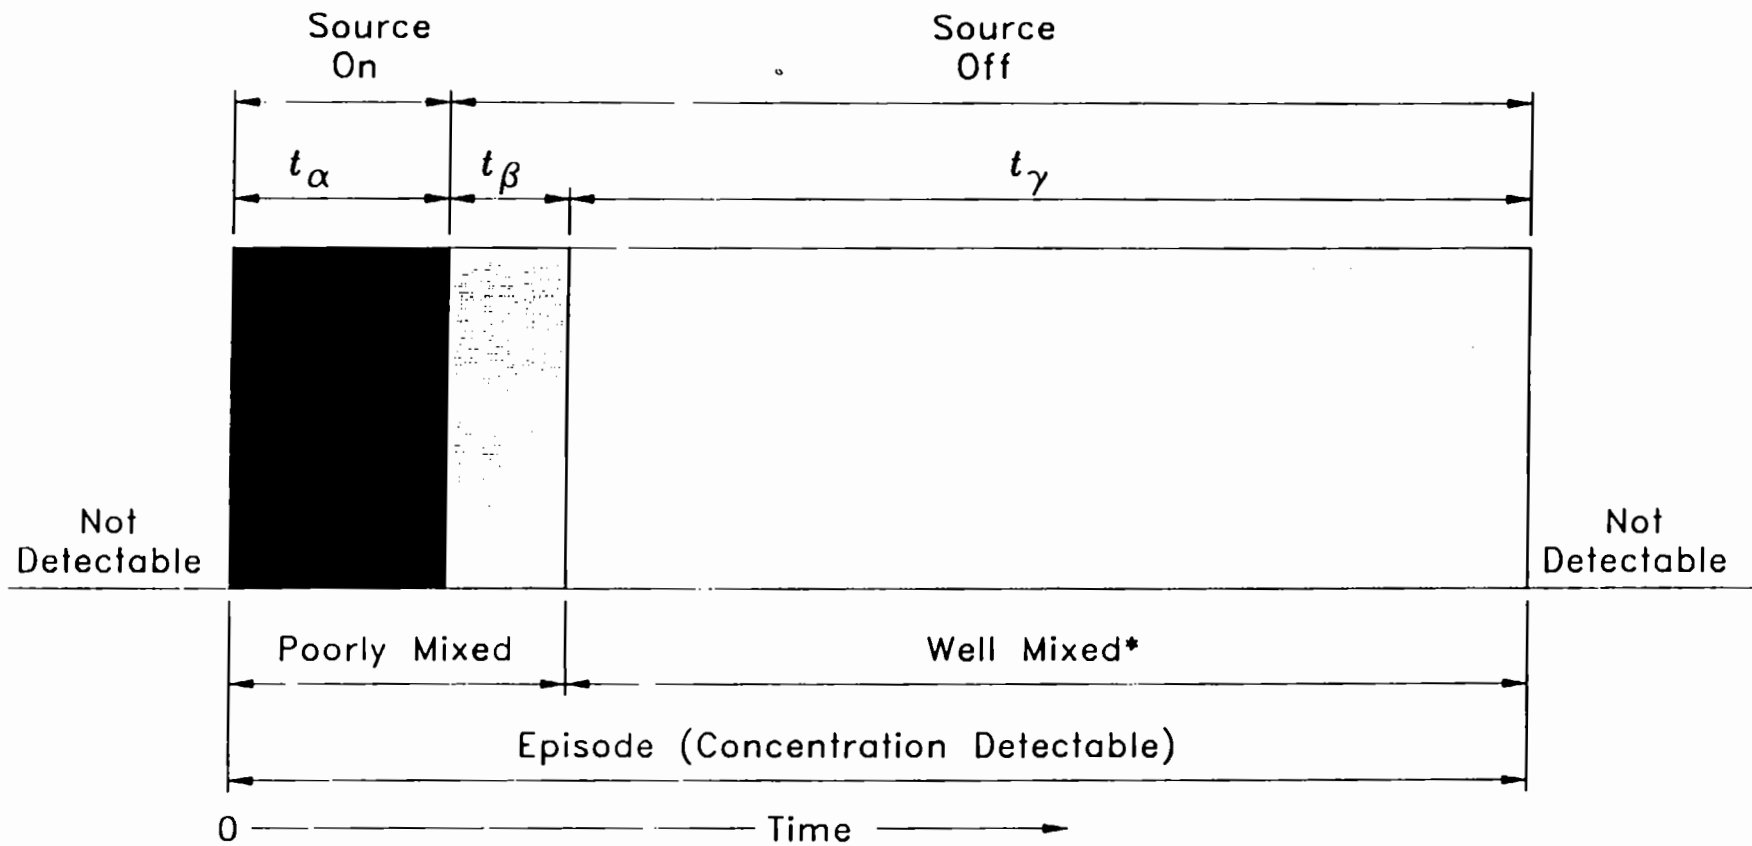 Source
On
Source
Off
tα
tβ
tγ
Not
Detectable
Not
Detectable
Poorly Mixed
Well Mixed*
Episode (Concentration Detectable)
0
Time